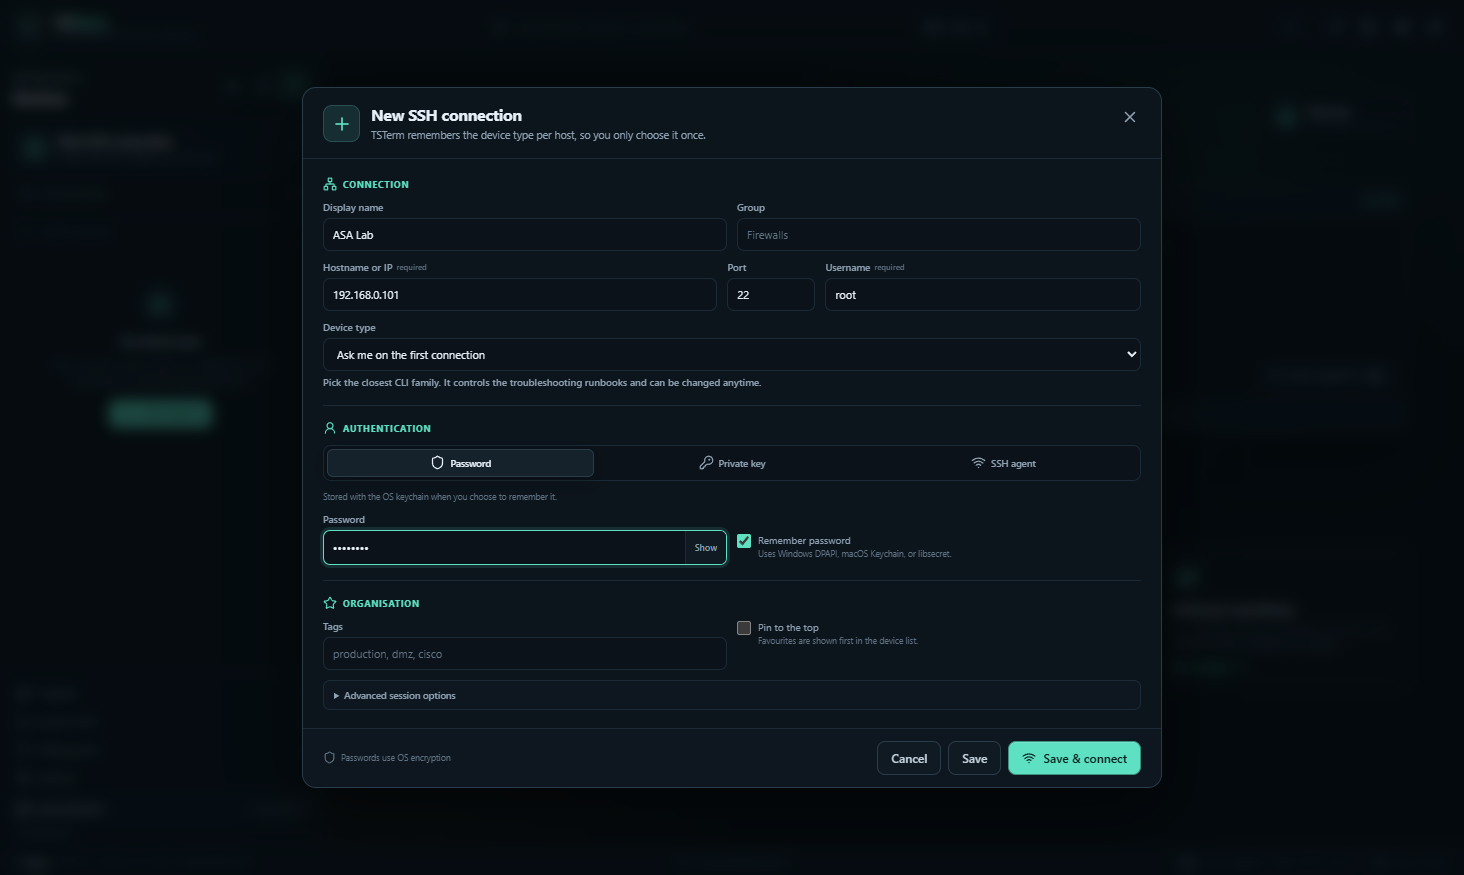 New SSH connection
TSTerm remembers the device type per host, so you only choose it once.
CONNECTION
Display name
Group
ASA Lab
Firewalls
Hostname or IP required
Port
Username required
192.168.0.101
22
root
Device type
Ask me on the first connection
Pick the closest CLI family. It controls the troubleshooting runbooks and can be changed anytime.
AUTHENTICATION
Password
Private key
SSH agent
Stored with the OS keychain when you choose to remember it.
Password
••••••••
Show
Remember password
Uses Windows DPAPI, macOS Keychain, or libsecret.
ORGANISATION
Tags
Pin to the top
Favourites are shown first in the device list.
production, dmz, cisco
Advanced session options
Passwords use OS encryption
Cancel
Save
Save & connect